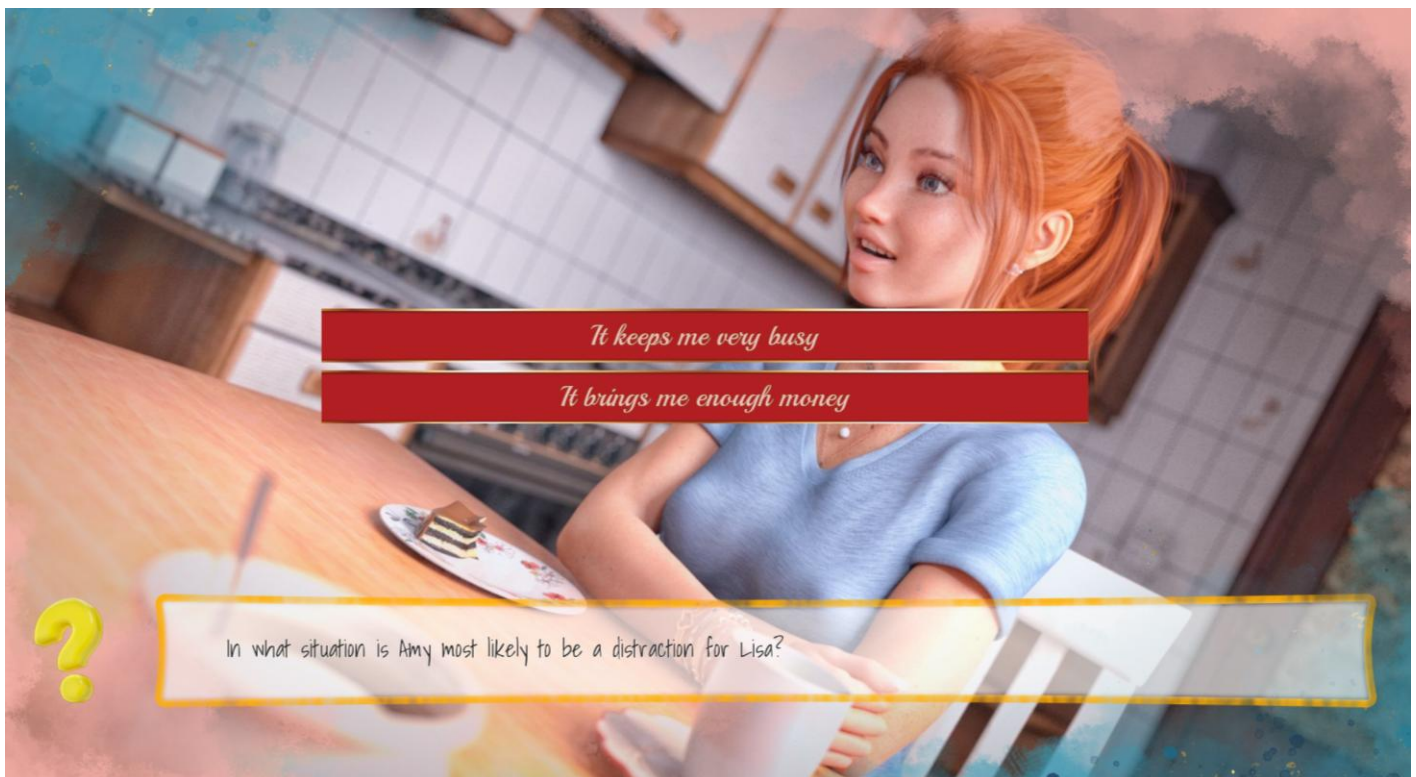 It keeps me very busy
It brings me enough money
In what situation is Amy most likely to be a distraction for Lisa?